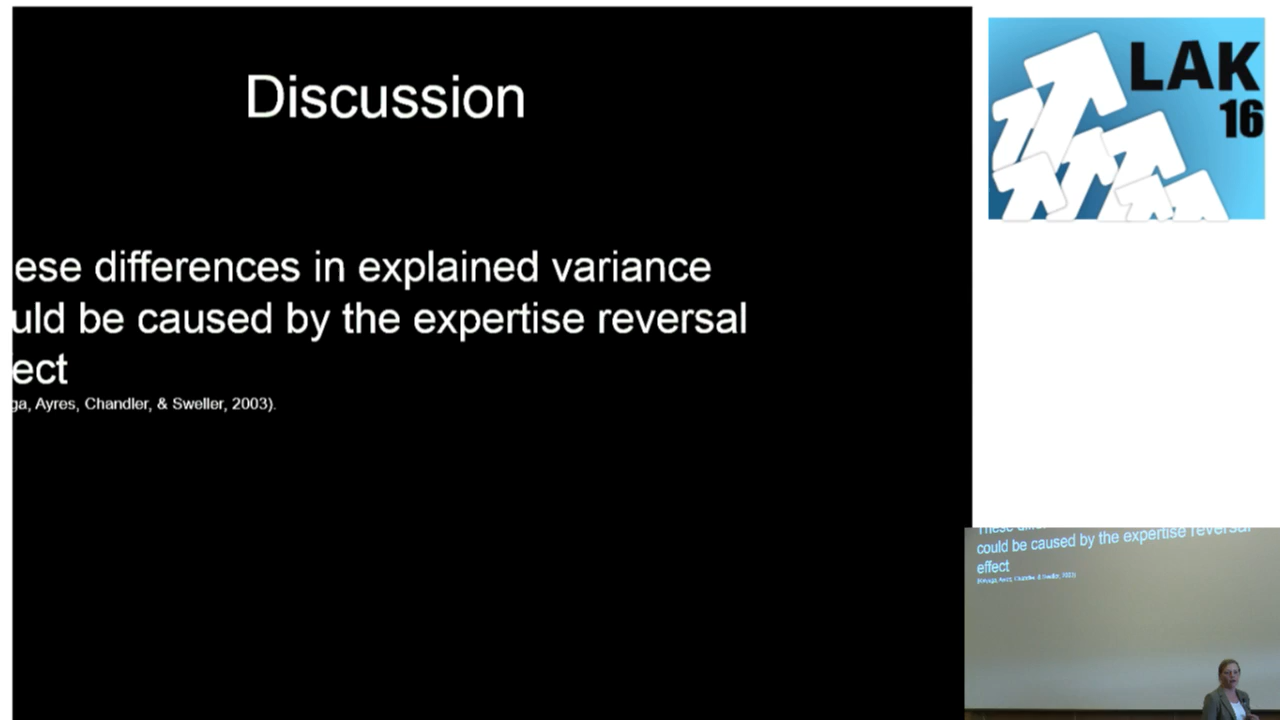 Discussion
ese differences in explained variance
uld be caused by the expertise reversal
ect
ga, Ayres, Chandler, & Sweller, 2003).
LAK
16
These
could be caused by the expertise reversal
effect